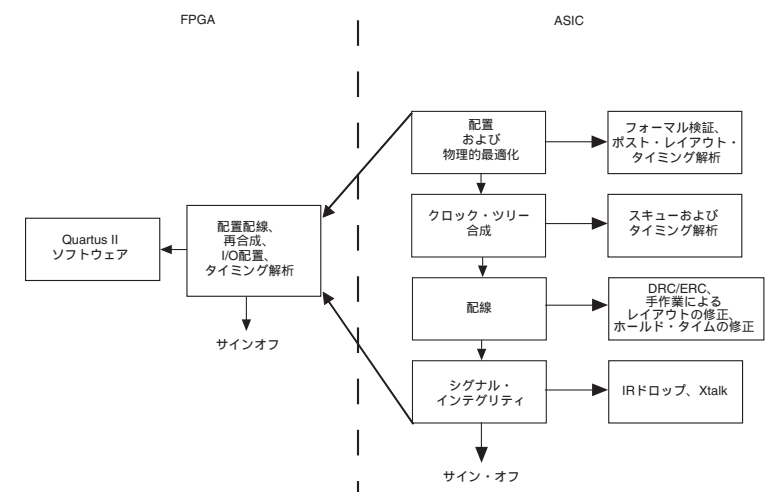 FPGA
ASIC
配置
および
物理的最適化
フォーマル検証、
ポスト・レイアウト・
タイミング解析
クロック・ツリー
合成
スキューおよび
タイミング解析
Quartus II
ソフトウェア
配置配線、
再合成、
I/O配置、
タイミング解析
サインオフ
配線
DRC/ERC、
手作業による
レイアウトの修正、
ホールド・タイムの修正
シグナル・
インテグリティ
IRドロップ、Xtalk
サイン・オフ